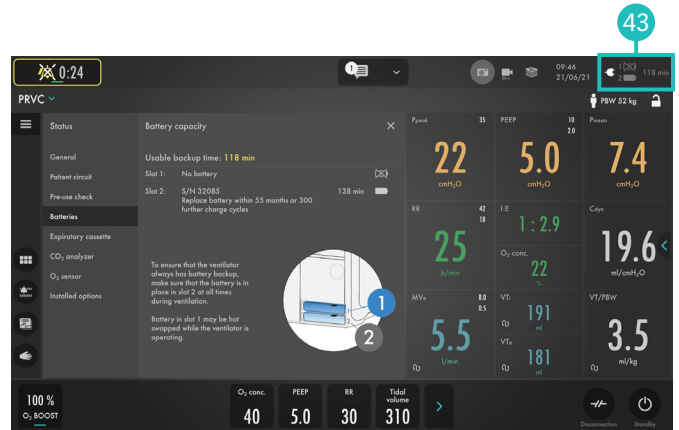 43
0:24
1
09:46
21/06/21
1
2
118 min
PRVC
PBW 52 kg
Status
General
Patient circuit
Pre-use check
Batteries
Expiratory cassette
CO₂ analyzer
O₂ sensor
Installed options
Battery capacity
Usable backup time: 118 min
Slot 1: No battery
Slot 2: S/N 32085 138 min
Replace battery within 55 months or 300
further charge cycles
To ensure that the ventilator
always has battery backup,
make sure that the battery is in
place in slot 2 at all times
during ventilation.
Battery in slot 1 may be hot
swapped while the ventilator is
operating.
1
2
Ppeak 35
22
cmH₂O
PEEP 10
2.0
5.0
cmH₂O
Pmean
7.4
cmH₂O
RR 42
18
25
b/min
I:E
1 : 2.9
O₂ conc.
22
%
Cdyn
19.6
ml/cmH₂O
MVe 8.0
0.5
5.5
l/min
VTi
191
ml
VTe
181
ml
VT/PBW
3.5
ml/kg
100 %
O₂ BOOST
O₂ conc.
40
PEEP
5.0
RR
30
Tidal
volume
310
Disconnection
Standby